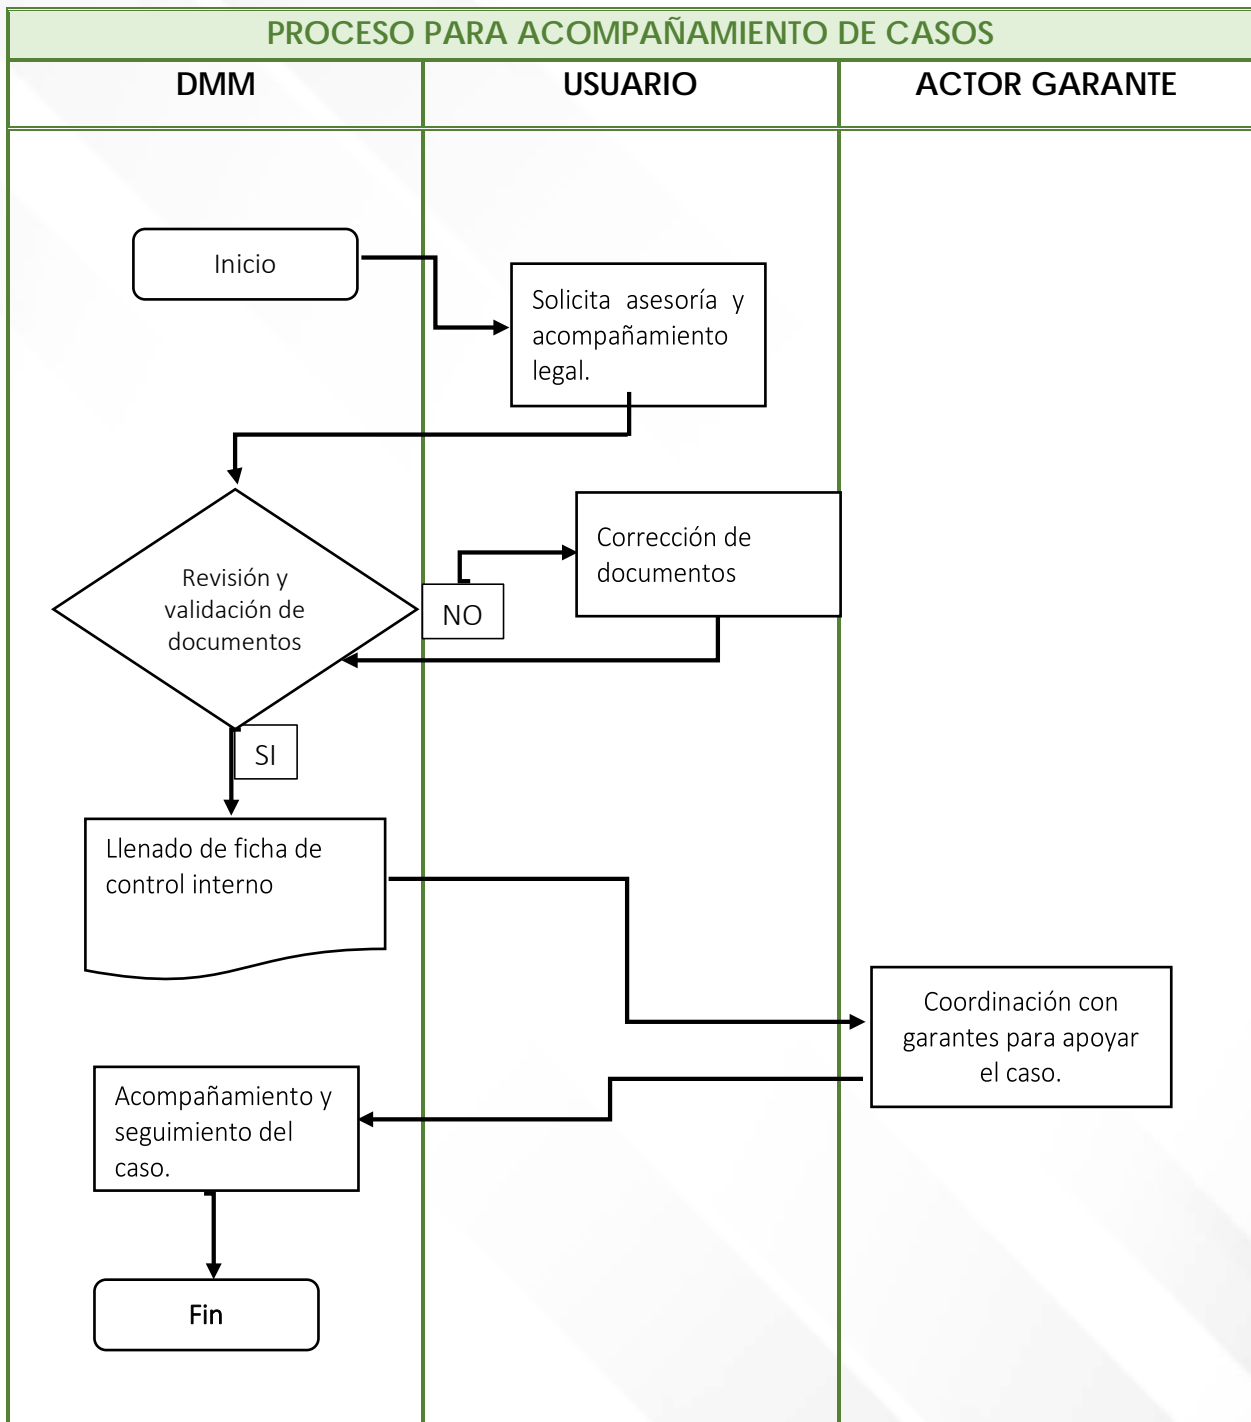 PROCESO PARA ACOMPAÑAMIENTO DE CASOS
DMM
USUARIO
ACTOR GARANTE
Inicio
Solicita asesoría y
acompañamiento
legal.
Revisión y
validación de
documentos
NO
Corrección de
documentos
SI
Llenado de ficha de
control interno
Coordinación con
garantes para apoyar
el caso.
Acompañamiento y
seguimiento del
caso.
Fin